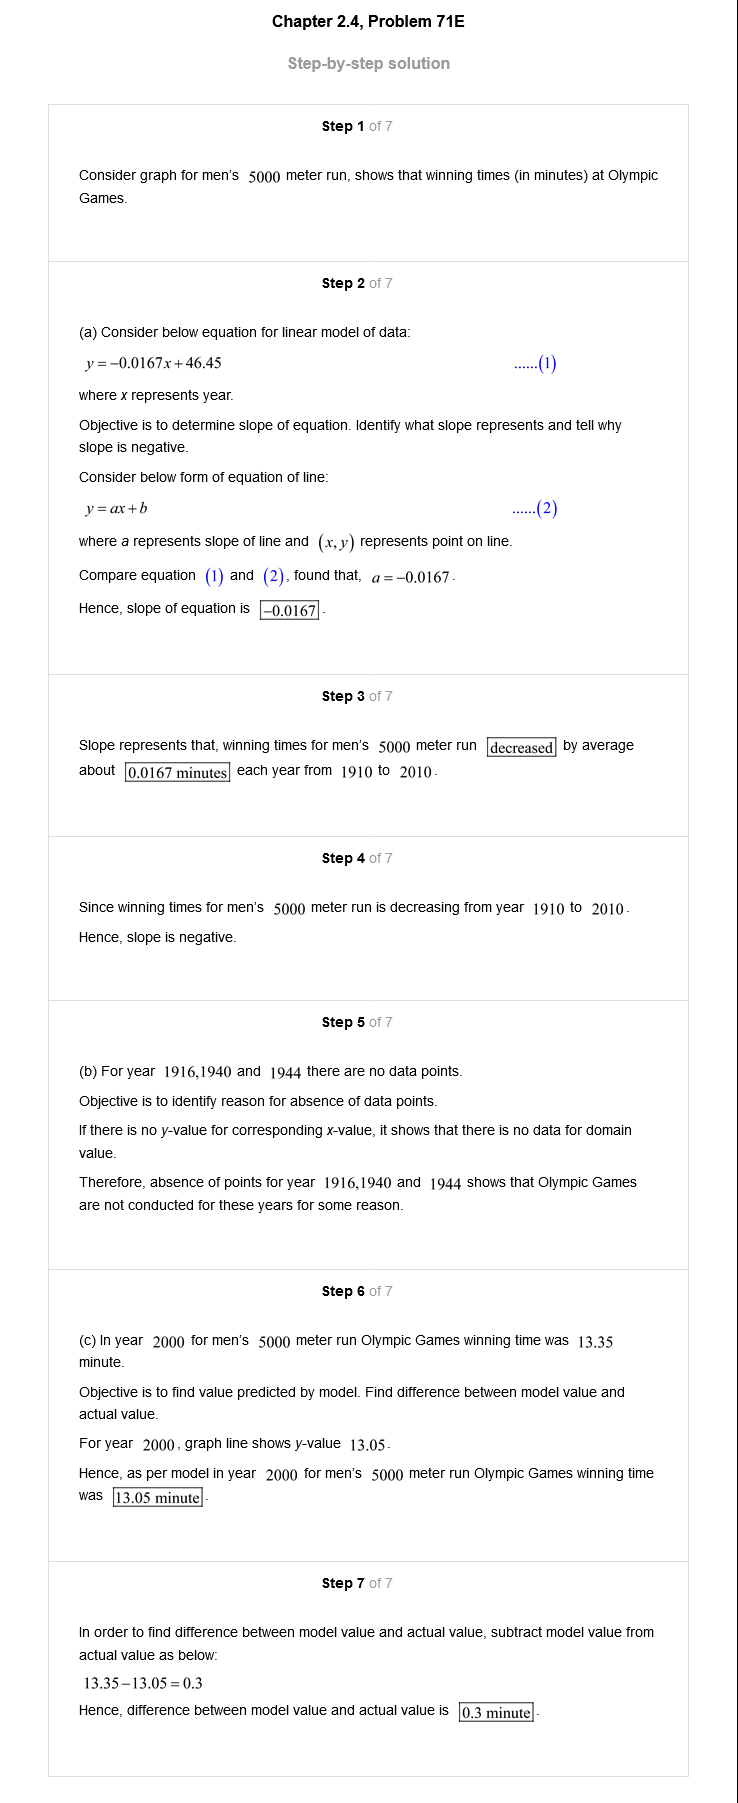 Chapter 2.4, Problem 71E
Step-by-step solution
Step 1 of 7
Consider graph for men's 5000 meter run, shows that winning times (in minutes) at Olympic
Games.
Step 2 of 7
(a) Consider below equation for linear model of data:
y = −0.0167x + 46.45 ......(1)
where x represents year.
Objective is to determine slope of equation. Identify what slope represents and tell why
slope is negative.
Consider below form of equation of line:
y = ax + b ......(2)
where a represents slope of line and (x, y) represents point on line.
Compare equation (1) and (2), found that, a = −0.0167.
Hence, slope of equation is −0.0167.
Step 3 of 7
Slope represents that, winning times for men's 5000 meter run decreased by average
about 0.0167 minutes each year from 1910 to 2010.
Step 4 of 7
Since winning times for men's 5000 meter run is decreasing from year 1910 to 2010.
Hence, slope is negative.
Step 5 of 7
(b) For year 1916,1940 and 1944 there are no data points.
Objective is to identify reason for absence of data points.
If there is no y-value for corresponding x-value, it shows that there is no data for domain
value.
Therefore, absence of points for year 1916,1940 and 1944 shows that Olympic Games
are not conducted for these years for some reason.
Step 6 of 7
(c) In year 2000 for men's 5000 meter run Olympic Games winning time was 13.35
minute.
Objective is to find value predicted by model. Find difference between model value and
actual value.
For year 2000, graph line shows y-value 13.05.
Hence, as per model in year 2000 for men's 5000 meter run Olympic Games winning time
was 13.05 minute.
Step 7 of 7
In order to find difference between model value and actual value, subtract model value from
actual value as below:
13.35 − 13.05 = 0.3
Hence, difference between model value and actual value is 0.3 minute.